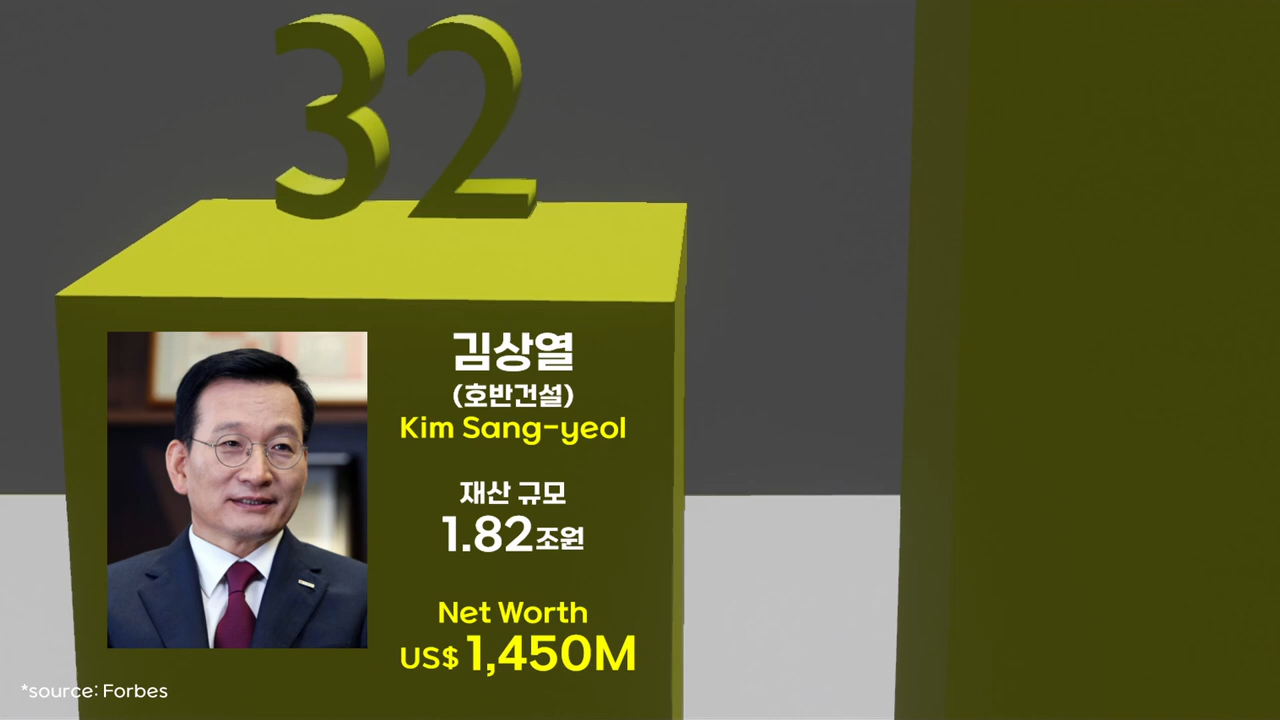 32
김상열
(호반건설)
Kim Sang-yeol
재산 규모
1.82조원
Net Worth
US$ 1,450M
*source: Forbes